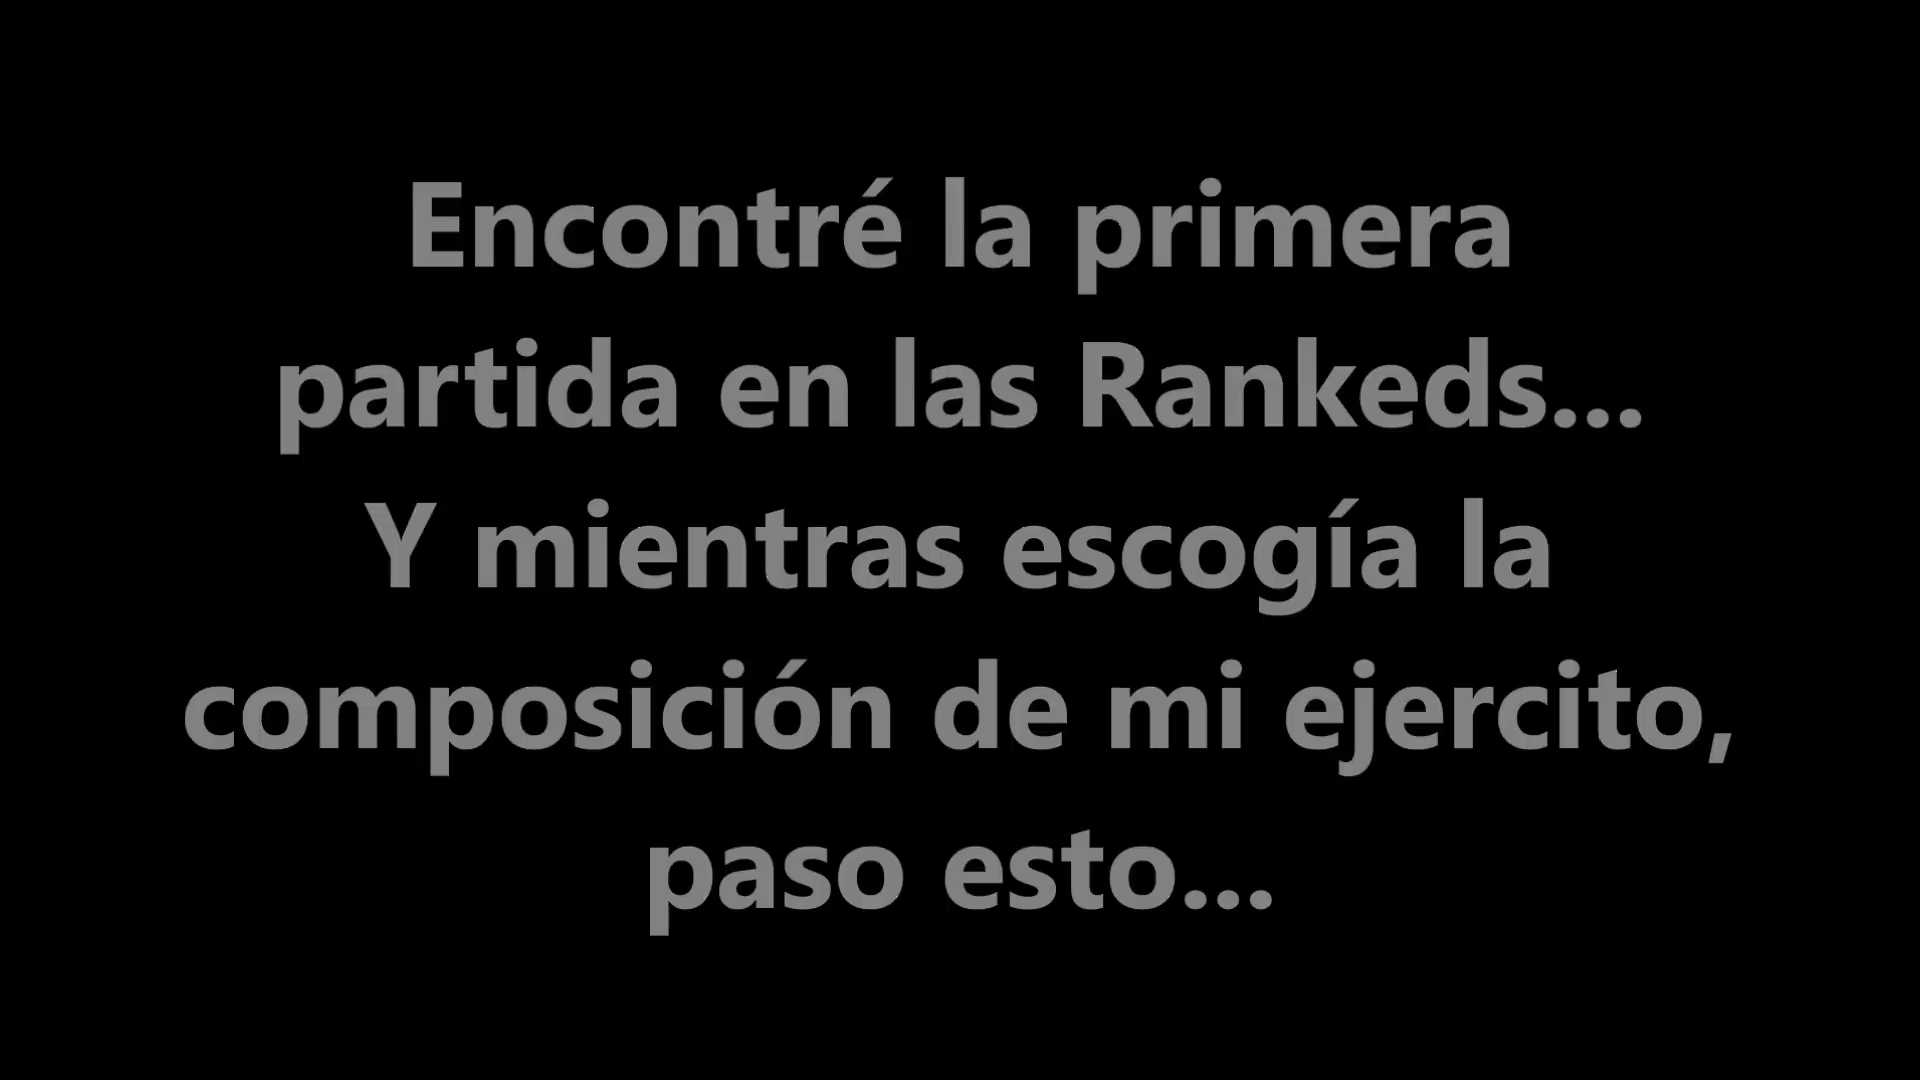 Encontré la primera
partida en las Rankeds...
Y mientras escogía la
composición de mi ejercito,
paso esto...